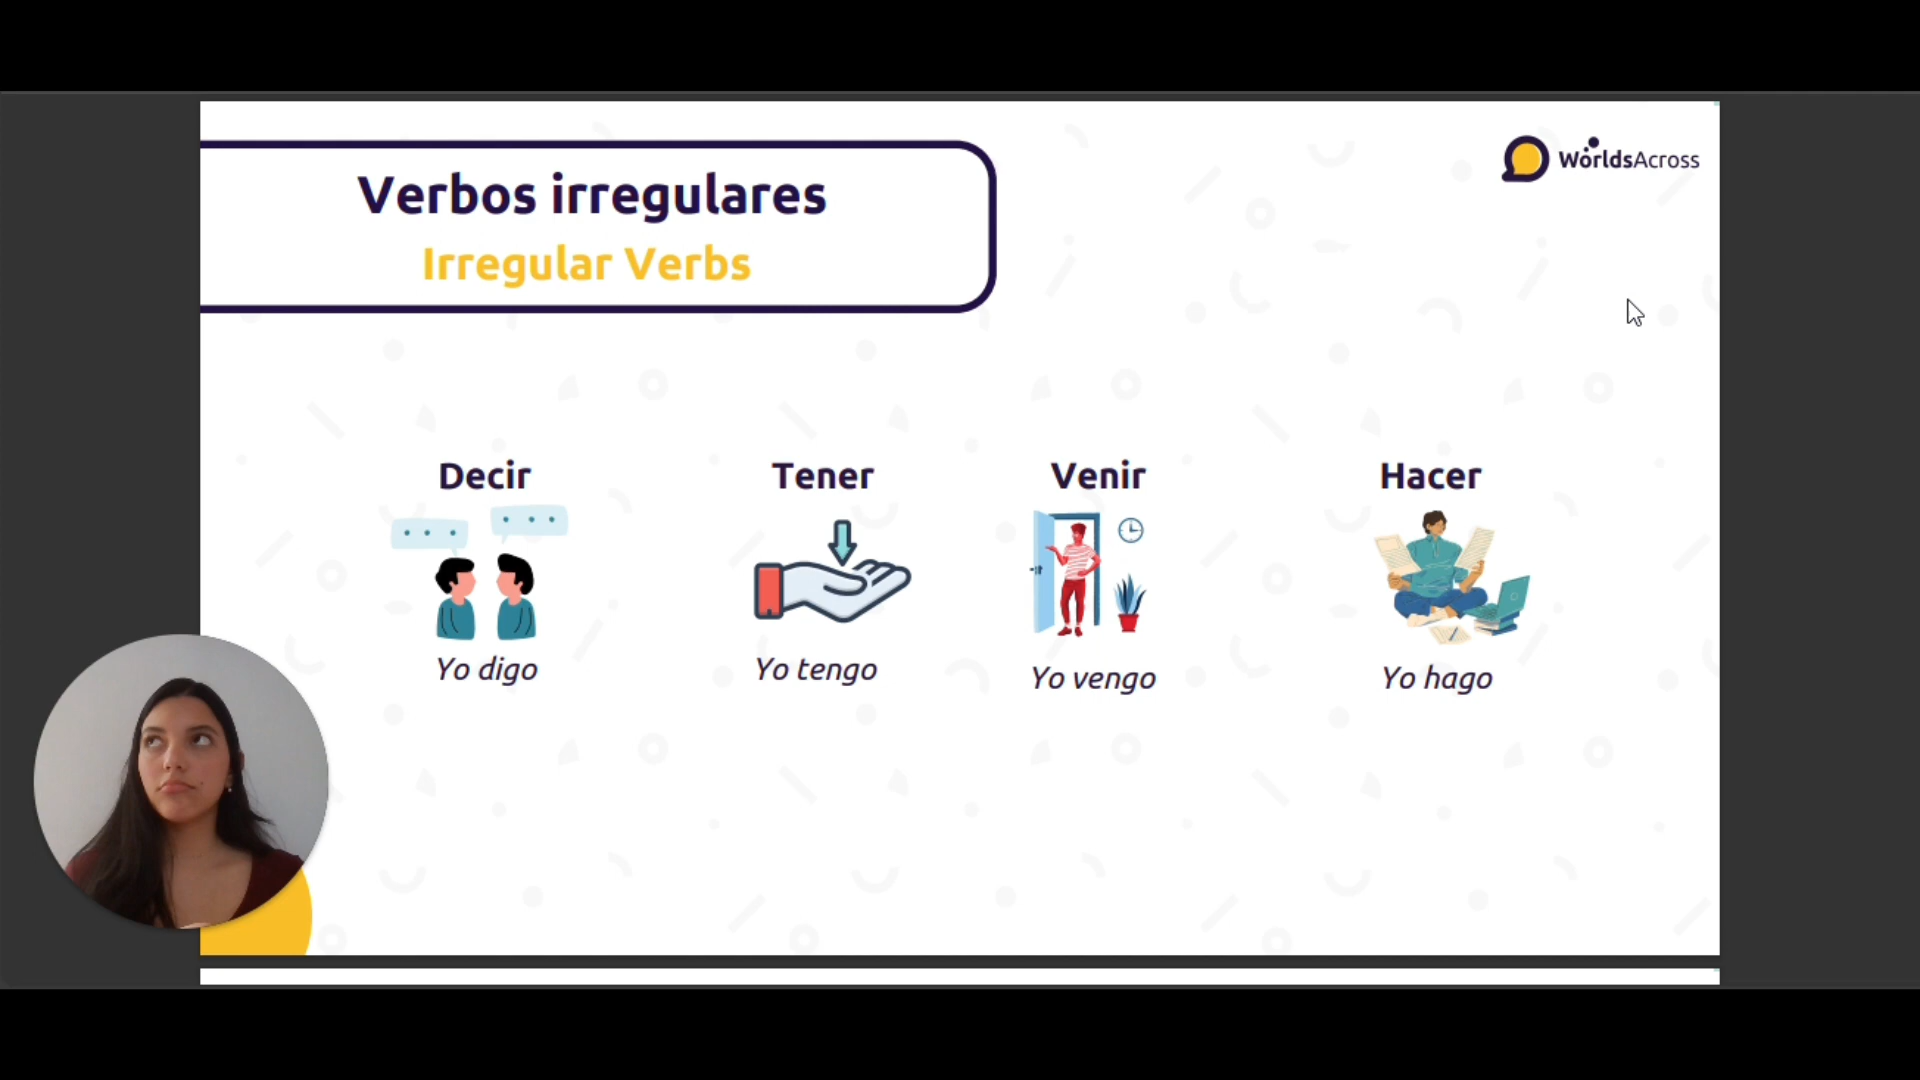 Verbos irregulares
Irregular Verbs
WorldsAcross
Decir
Tener
Venir
Hacer
Yo digo
Yo tengo
Yo vengo
Yo hago